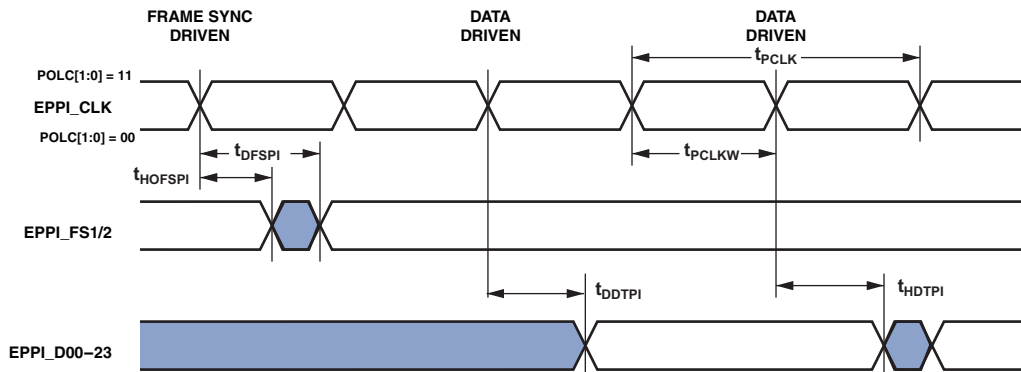 FRAME SYNC
DRIVEN
DATA
DRIVEN
DATA
DRIVEN
tPCLK
POLC[1:0] = 11
EPPI_CLK
POLC[1:0] = 00
tDFSPI
tPCLKW
tHOFSPI
EPPI_FS1/2
tDDTPI
tHDTPI
EPPI_D00–23